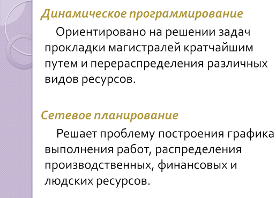 Динамическое программирование
Ориентировано на решении задач
прокладки магистралей кратчайшим
путем и перераспределения различных
видов ресурсов.
Сетевое планирование
Решает проблему построения графика
выполнения работ, распределения
производственных, финансовых и
людских ресурсов.